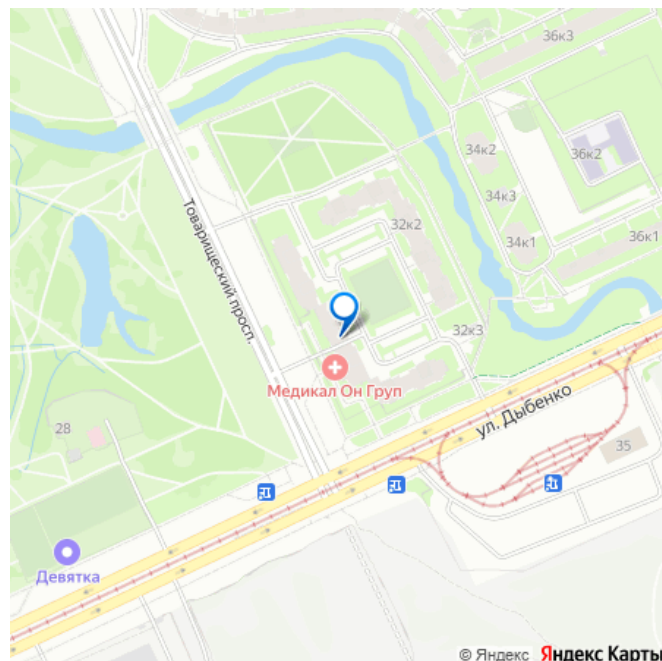 36к3
34к2
36к2
34к3
34к1
36к1
32к2
Товарищеский просп.
32к3
Медикал Он Груп
ул. Дыбенко
28
35
Девятка
© Яндекс Яндекс Карты